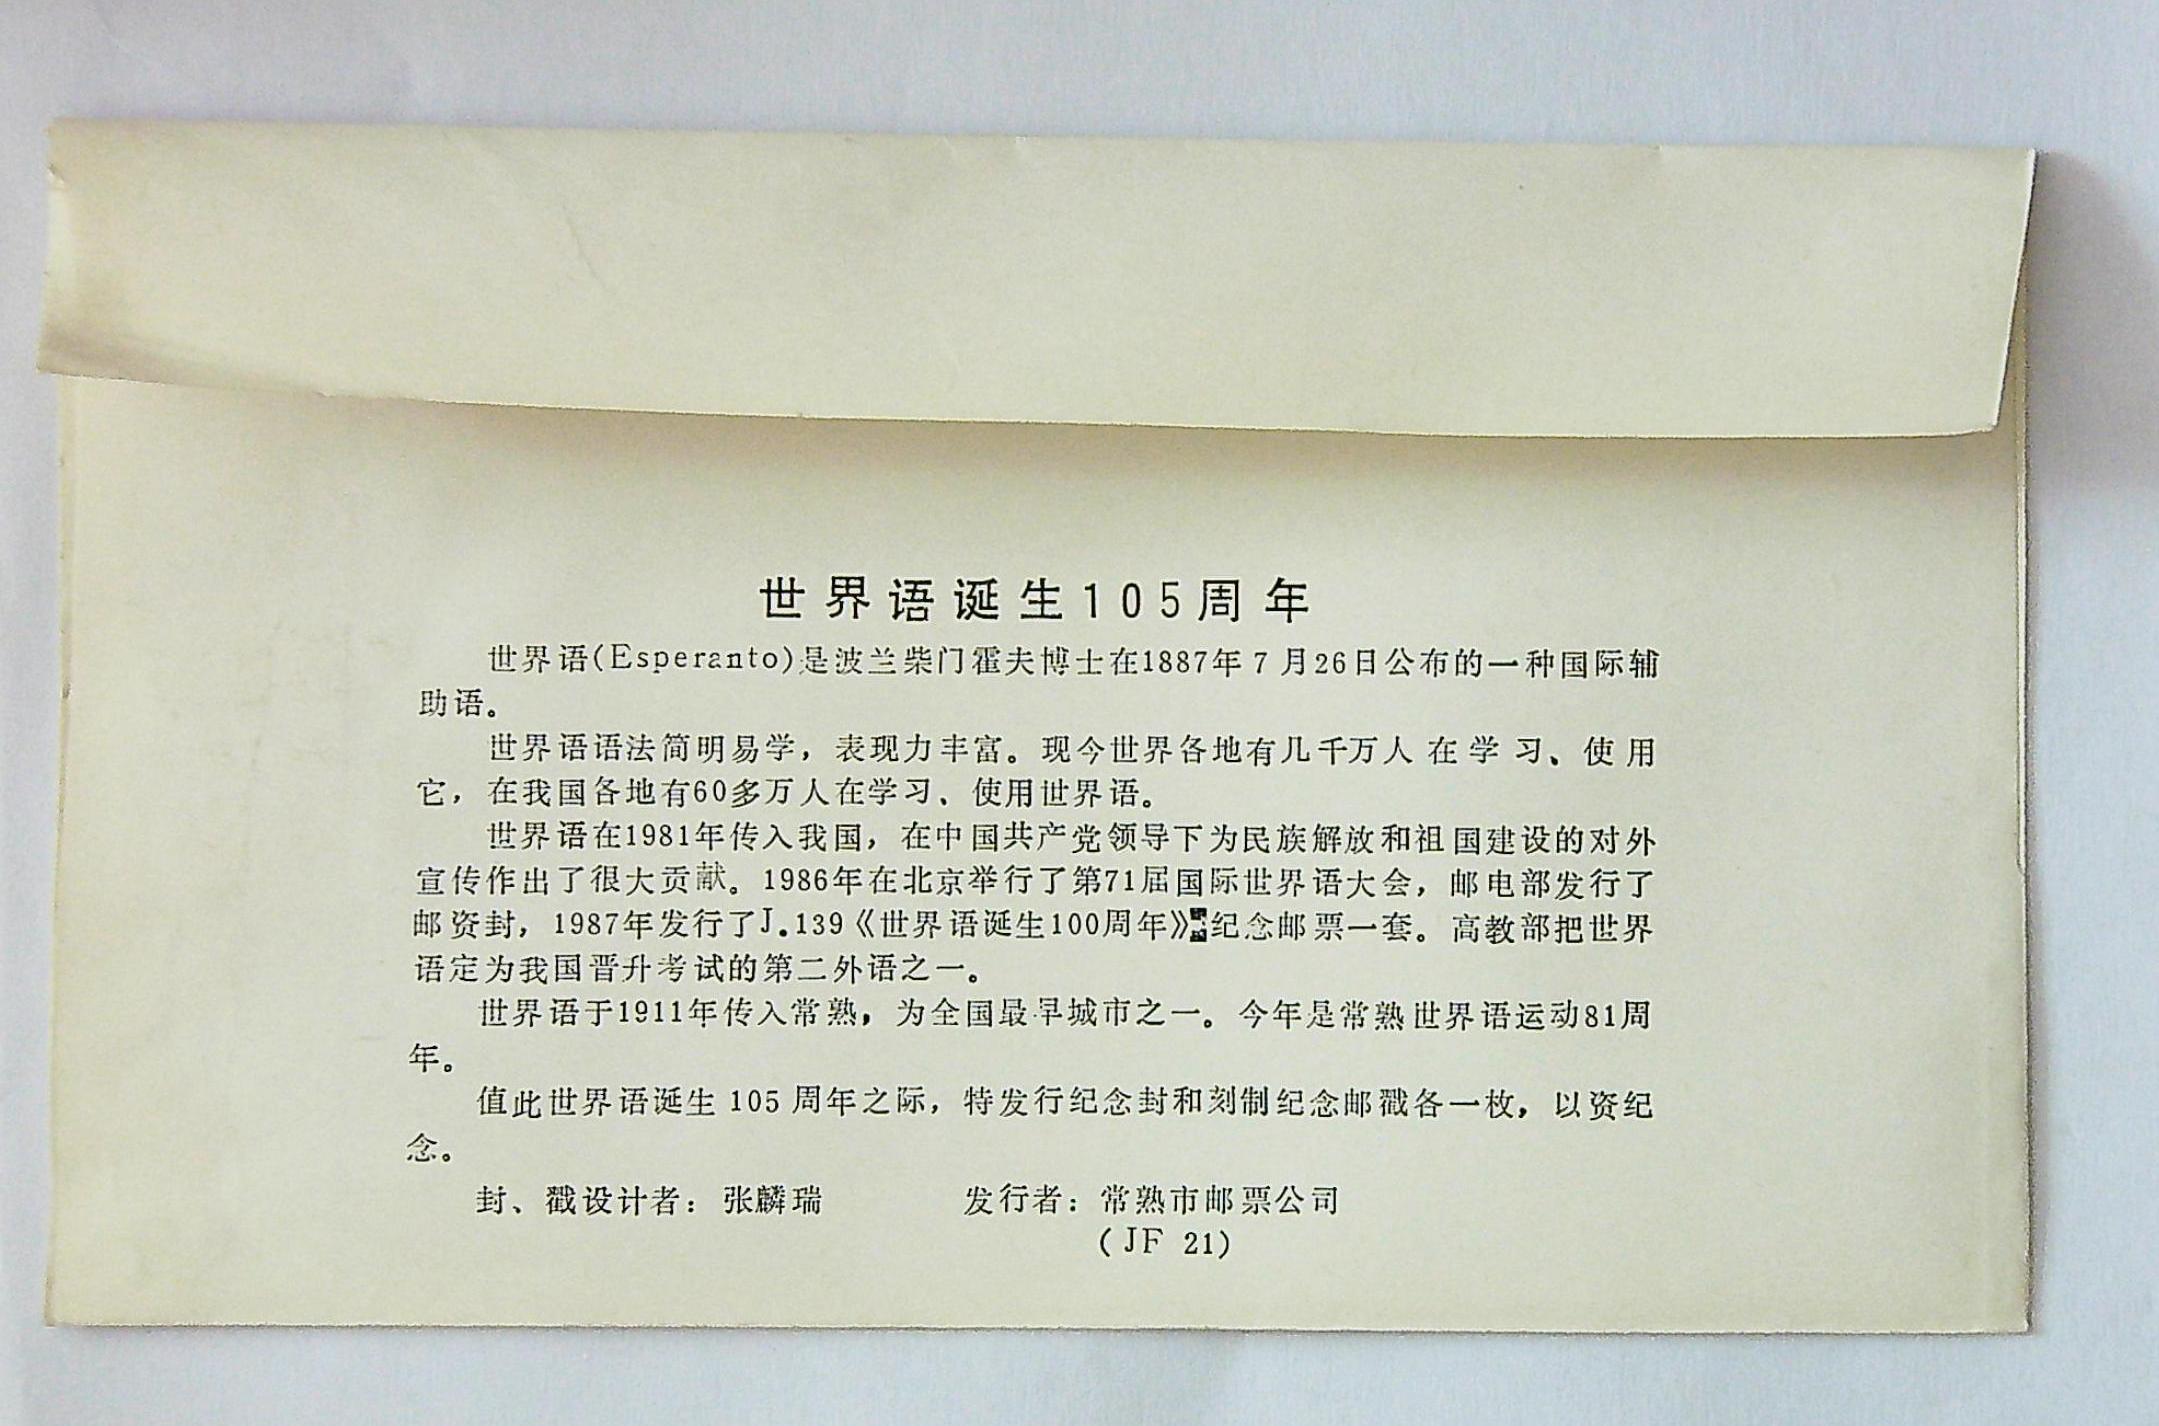 世界语诞生105周年
世界语(Esperanto)是波兰柴门霍夫博士在1887年7月26日公布的一种国际辅
助语。
世界语语法简明易学，表现力丰富。现今世界各地有几千万人在学习、使用
它，在我国各地有60多万人在学习、使用世界语。
世界语在1981年传入我国，在中国共产党领导下为民族解放和祖国建设的对外
宣传作出了很大贡献。1986年在北京举行了第71届国际世界语大会，邮电部发行了
邮资封，1987年发行了J.139《世界语诞生100周年》纪念邮票一套。高教部把世界
语定为我国晋升考试的第二外语之一。
世界语于1911年传入常熟，为全国最早城市之一。今年是常熟世界语运动81周
年。
值此世界语诞生 105 周年之际，特发行纪念封和刻制纪念邮戳各一枚，以资纪
念。
封、戳设计者：张麟瑞 发行者：常熟市邮票公司
(JF 21)